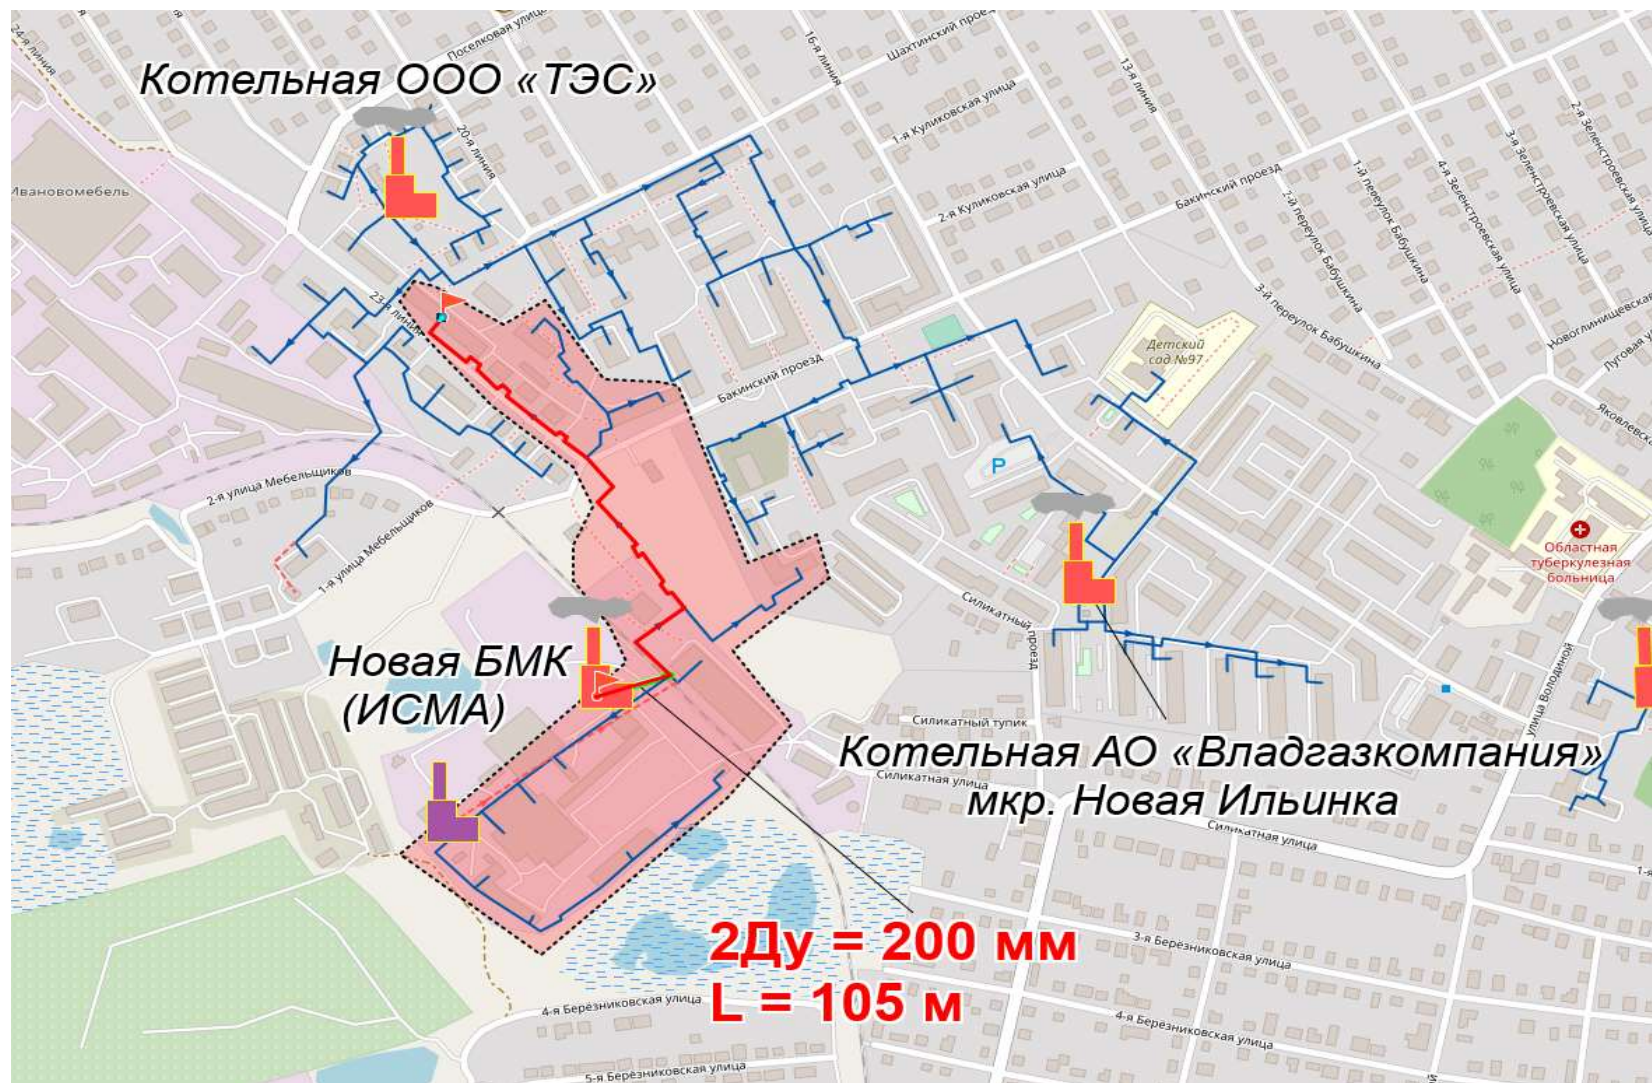 24-я линия
Поселковая улица
16-я линия
Шахтинский прое
Котельная ООО «ТЭС»
13-я линия
2-я Зеленстроевская улица
1-я Куликовская улица
20-я линия
3-я Зеленстроевская улица
Ивановомебель
4-я Зеленстроевская улица
1-й переулок Бабушкина
2-й переулок Бабушкина
Бакинский проезд
2-я Куликовская улица
23-я линия
3-й переулок Бабушкина
Новоглинищевская
Луговая у
Детский
сад №97
Бакинский проезд
Яковлевская
P
2-я улица Мебельщиков
1-я улица Мебельщиков
Областная
туберкулезная
больница
Силикатный проезд
Новая БМК
(ИСМА)
улица Володиной
Силикатный тупик
Котельная АО «Владгазкомпания»
мкр. Новая Ильинка
Силикатная улица
Силикатная улица
1-я
2Ду = 200 мм
L = 105 м
3-я Берёзниковская улица
4-я Берёзниковская улица
4-я Берёзниковская улица
5-я Берёзниковская улица